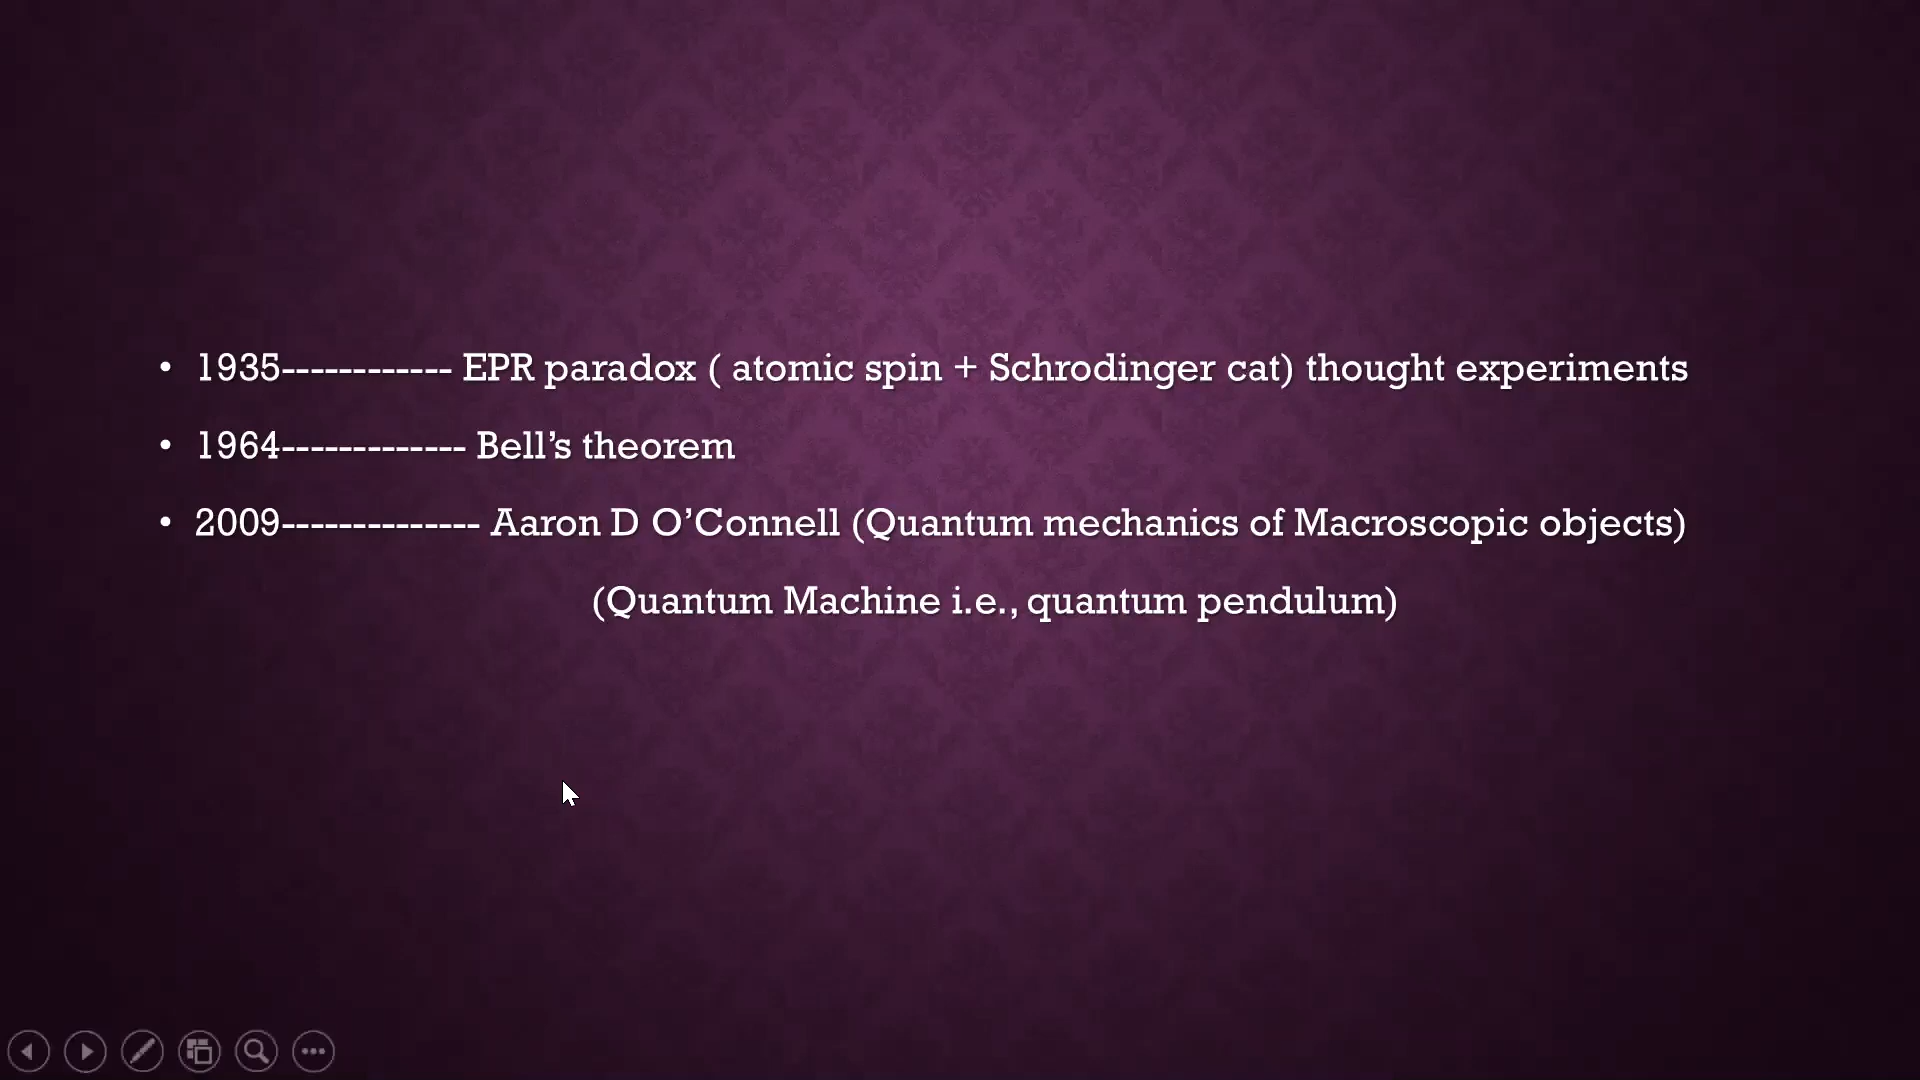 • 1935------------ EPR paradox ( atomic spin + Schrodinger cat) thought experiments
• 1964------------- Bell’s theorem
• 2009-------------- Aaron D O’Connell (Quantum mechanics of Macroscopic objects)
(Quantum Machine i.e., quantum pendulum)